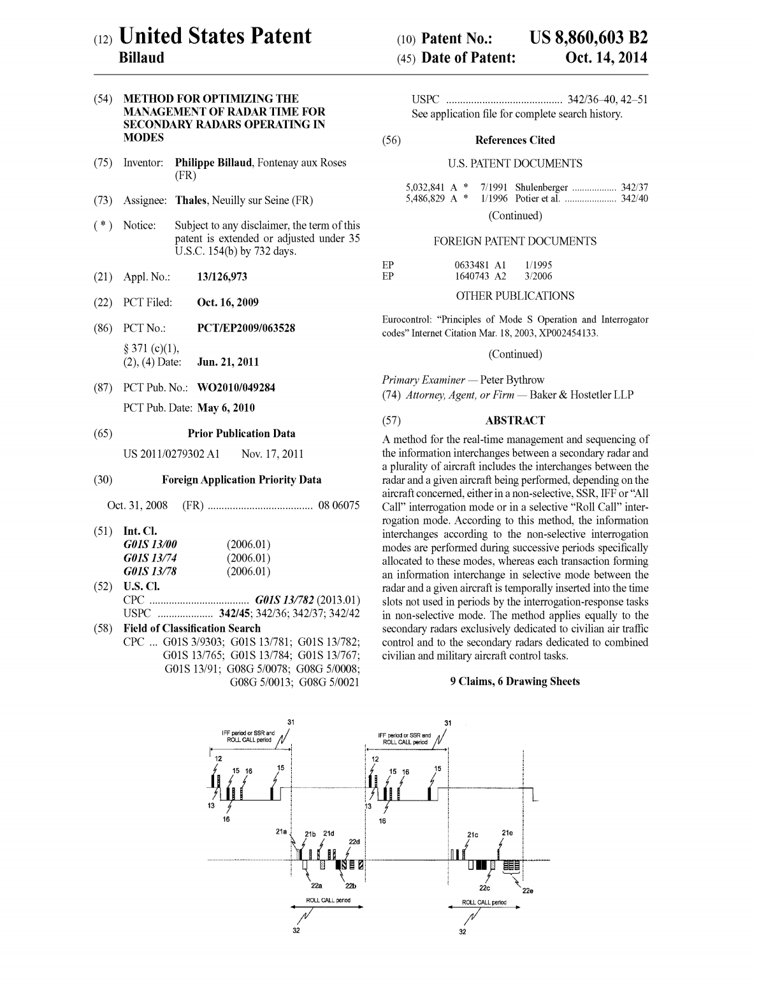 (12) United States Patent
Billaud
(10) Patent No.: US 8,860,603 B2
(45) Date of Patent: Oct. 14, 2014
(54) METHOD FOR OPTIMIZING THE
MANAGEMENT OF RADAR TIME FOR
SECONDARY RADARS OPERATING IN
MODES
(75) Inventor: Philippe Billaud, Fontenay aux Roses
(FR)
(73) Assignee: Thales, Neuilly sur Seine (FR)
( * ) Notice: Subject to any disclaimer, the term of this
patent is extended or adjusted under 35
U.S.C. 154(b) by 732 days.
(21) Appl. No.: 13/126,973
(22) PCT Filed: Oct. 16, 2009
(86) PCT No.: PCT/EP2009/063528
§ 371 (c)(1),
(2), (4) Date: Jun. 21, 2011
(87) PCT Pub. No.: WO2010/049284
PCT Pub. Date: May 6, 2010
(65) Prior Publication Data
US 2011/0279302 A1 Nov. 17, 2011
(30) Foreign Application Priority Data
Oct. 31, 2008 (FR) ..................................... 08 06075
(51) Int. Cl.
G01S 13/00 (2006.01)
G01S 13/74 (2006.01)
G01S 13/78 (2006.01)
(52) U.S. Cl.
CPC .................................... G01S 13/782 (2013.01)
USPC .................... 342/45; 342/36; 342/37; 342/42
(58) Field of Classification Search
CPC ... G01S 3/9303; G01S 13/781; G01S 13/782;
G01S 13/765; G01S 13/784; G01S 13/767;
G01S 13/91; G08G 5/0078; G08G 5/0008;
G08G 5/0013; G08G 5/0021
USPC .......................................... 342/36–40, 42–51
See application file for complete search history.
(56) References Cited
U.S. PATENT DOCUMENTS
5,032,841 A * 7/1991 Shulenberger ................. 342/37
5,486,829 A * 1/1996 Potier et al. ..................... 342/40
(Continued)
FOREIGN PATENT DOCUMENTS
EP 0633481 A1 1/1995
EP 1640743 A2 3/2006
OTHER PUBLICATIONS
Eurocontrol: “Principles of Mode S Operation and Interrogator
codes” Internet Citation Mar. 18, 2003, XP002454133.
(Continued)
Primary Examiner — Peter Bythrow
(74) Attorney, Agent, or Firm — Baker & Hostetler LLP
(57) ABSTRACT
A method for the real-time management and sequencing of
the information interchanges between a secondary radar and
a plurality of aircraft includes the interchanges between the
radar and a given aircraft being performed, depending on the
aircraft concerned, either in a non-selective, SSR, IFF or “All
Call” interrogation mode or in a selective “Roll Call” inter-
rogation mode. According to this method, the information
interchanges according to the non-selective interrogation
modes are performed during successive periods specifically
allocated to these modes, whereas each transaction forming
an information interchange in selective mode between the
radar and a given aircraft is temporally inserted into the time
slots not used in periods by the interrogation-response tasks
in non-selective mode. The method applies equally to the
secondary radars exclusively dedicated to civilian air traffic
control and to the secondary radars dedicated to combined
civilian and military aircraft control tasks.
9 Claims, 6 Drawing Sheets
31 31
IFF period or SSR and
ROLL CALL period
IFF period or SSR and
ROLL CALL period
12 15 16 15 12 15 16 15
13 16 13 16
21a 21b 21d 22d 21c 21e
22a 22b 22c 22e
ROLL CALL period ROLL CALL period
32 32